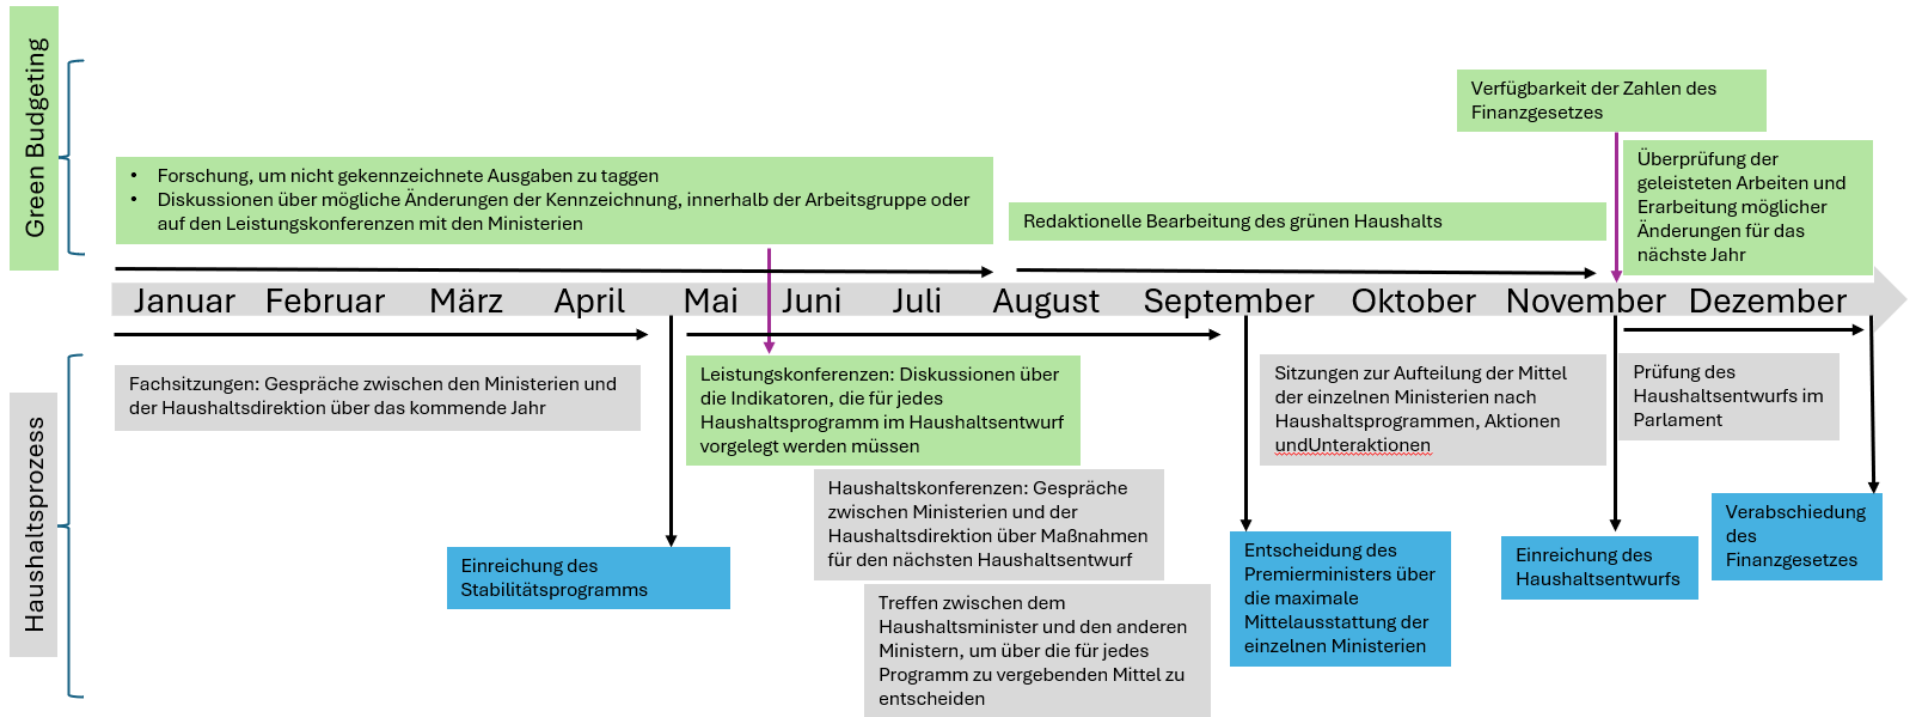 Green Budgeting
Verfügbarkeit der Zahlen des
Finanzgesetzes
• Forschung, um nicht gekennzeichnete Ausgaben zu taggen
• Diskussionen über mögliche Änderungen der Kennzeichnung, innerhalb der Arbeitsgruppe oder
auf den Leistungskonferenzen mit den Ministerien
Redaktionelle Bearbeitung des grünen Haushalts
Überprüfung der
geleisteten Arbeiten und
Erarbeitung möglicher
Änderungen für das
nächste Jahr
Januar Februar März April Mai Juni Juli August September Oktober November Dezember
Haushaltsprozess
Fachsitzungen: Gespräche zwischen den Ministerien und
der Haushaltsdirektion über das kommende Jahr
Einreichung des
Stabilitätsprogramms
Leistungskonferenzen: Diskussionen über
die Indikatoren, die für jedes
Haushaltsprogramm im Haushaltsentwurf
vorgelegt werden müssen
Haushaltskonferenzen: Gespräche
zwischen Ministerien und der
Haushaltsdirektion über Maßnahmen
für den nächsten Haushaltsentwurf
Treffen zwischen dem
Haushaltsminister und den anderen
Ministern, um über die für jedes
Programm zu vergebenden Mittel zu
entscheiden
Sitzungen zur Aufteilung der Mittel
der einzelnen Ministerien nach
Haushaltsprogrammen, Aktionen
undUnteraktionen
Entscheidung des
Premierministers über
die maximale
Mittelausstattung der
einzelnen Ministerien
Prüfung des
Haushaltsentwurfs im
Parlament
Einreichung des
Haushaltsentwurfs
Verabschiedung
des
Finanzgesetzes